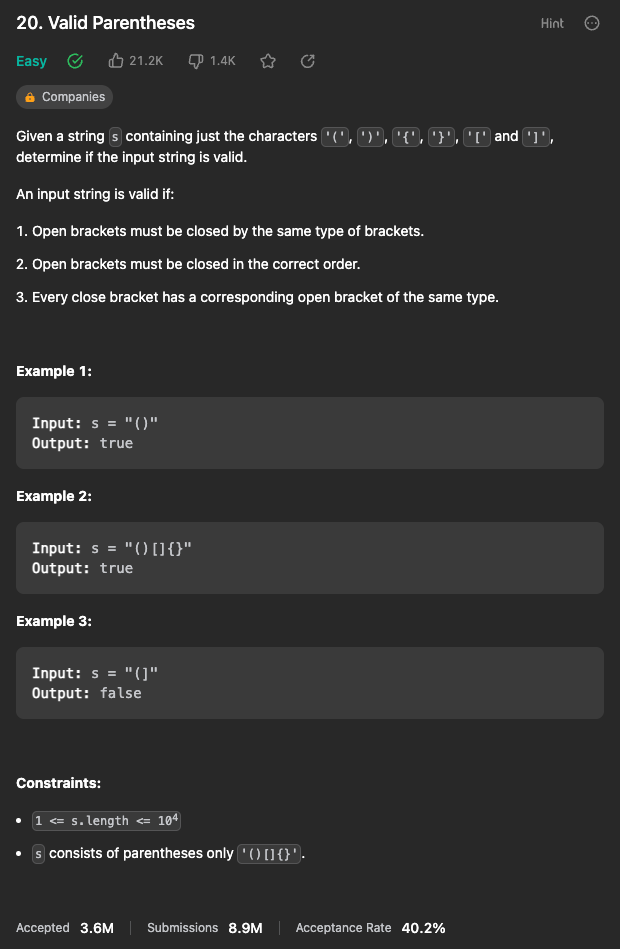 20. Valid Parentheses
Hint
Easy
21.2K
1.4K
Companies
Given a string s containing just the characters '(', ')', '{', '}', '[' and ']',
determine if the input string is valid.
An input string is valid if:
1. Open brackets must be closed by the same type of brackets.
2. Open brackets must be closed in the correct order.
3. Every close bracket has a corresponding open bracket of the same type.
Example 1:
Input: s = "()"
Output: true
Example 2:
Input: s = "()[]{}"
Output: true
Example 3:
Input: s = "(]"
Output: false
Constraints:
• 1 <= s.length <= 10⁴
• s consists of parentheses only '()[]{}'.
Accepted 3.6M Submissions 8.9M Acceptance Rate 40.2%